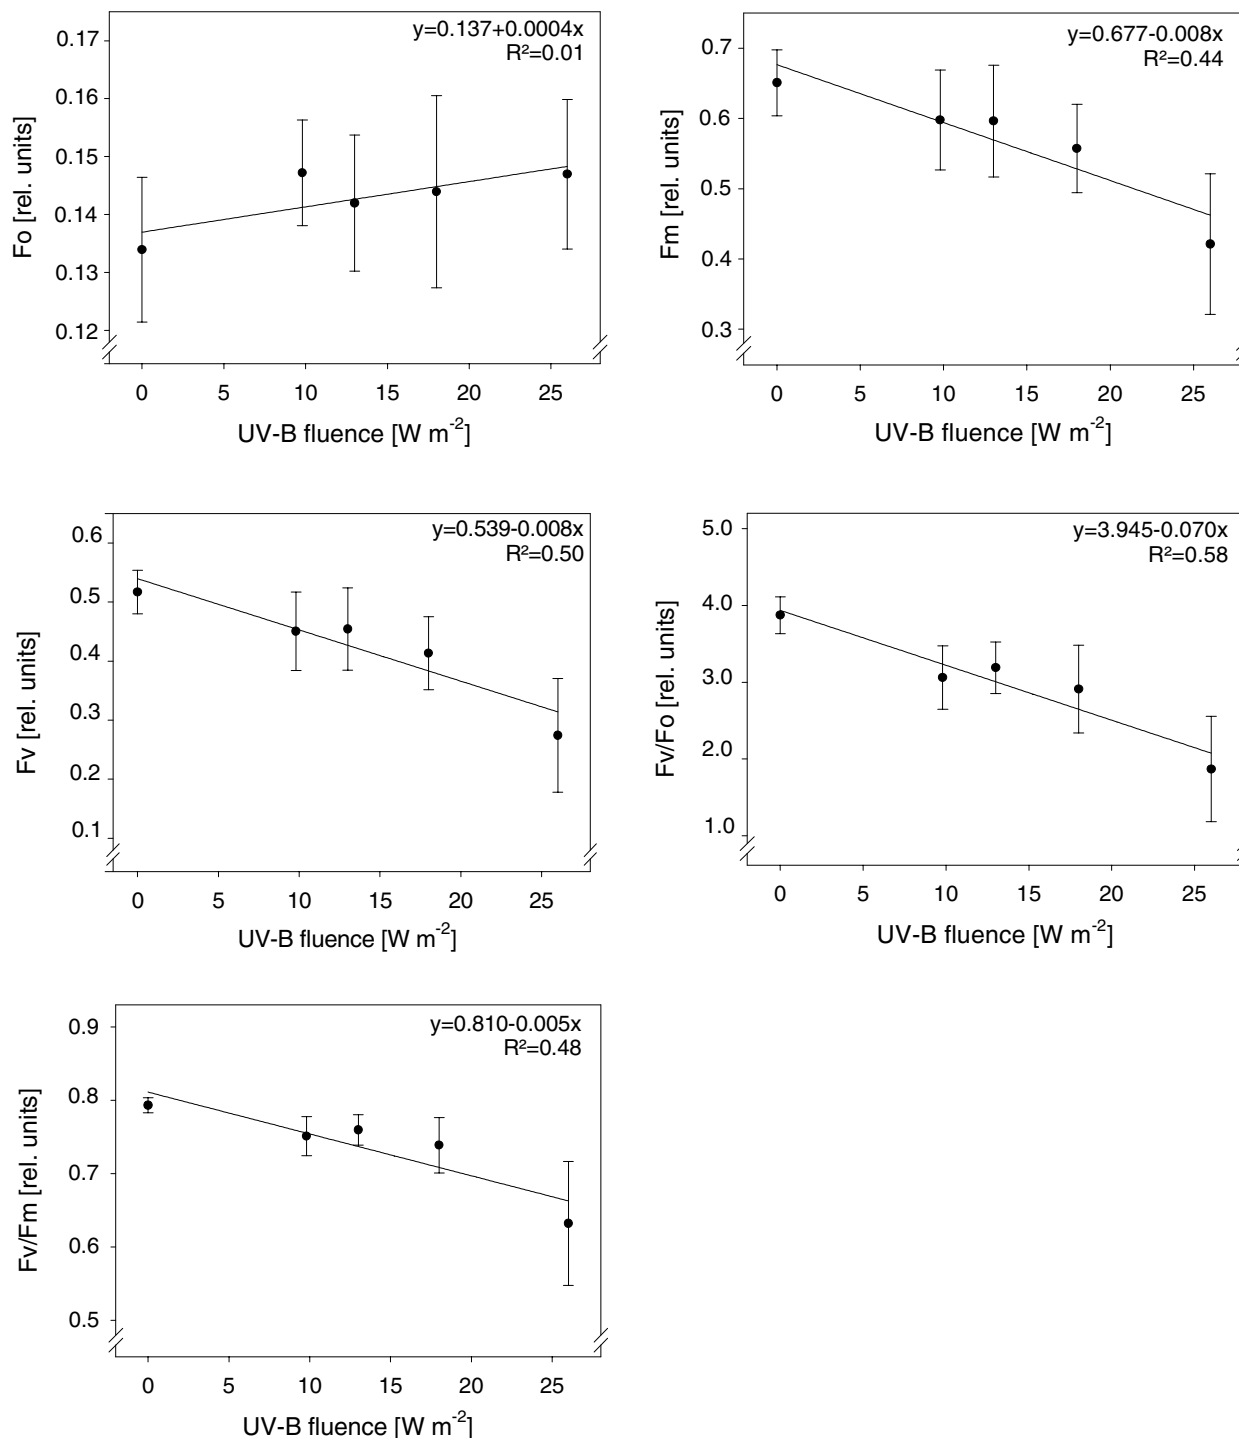 y=0.137+0.0004x
R²=0.01
0.17
0.16
0.15
0.14
0.13
0.12
Fo [rel. units]
0 5 10 15 20 25
UV-B fluence [W m⁻²]
y=0.677-0.008x
R²=0.44
0.7
0.6
0.5
0.4
0.3
Fm [rel. units]
0 5 10 15 20 25
UV-B fluence [W m⁻²]
y=0.539-0.008x
R²=0.50
0.6
0.5
0.4
0.3
0.2
0.1
Fv [rel. units]
0 5 10 15 20 25
UV-B fluence [W m⁻²]
y=3.945-0.070x
R²=0.58
5.0
4.0
3.0
2.0
1.0
Fv/Fo [rel. units]
0 5 10 15 20 25
UV-B fluence [W m⁻²]
y=0.810-0.005x
R²=0.48
0.9
0.8
0.7
0.6
0.5
Fv/Fm [rel. units]
0 5 10 15 20 25
UV-B fluence [W m⁻²]